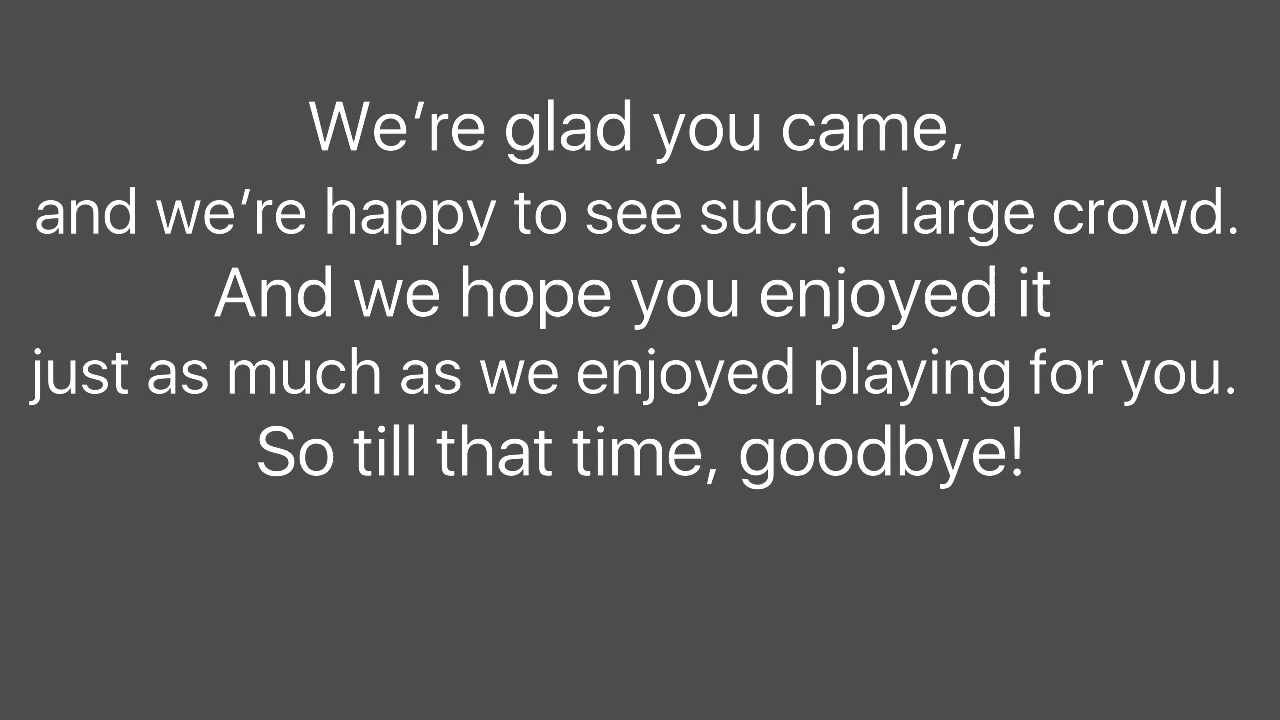 We're glad you came,
and we're happy to see such a large crowd.
And we hope you enjoyed it
just as much as we enjoyed playing for you.
So till that time, goodbye!